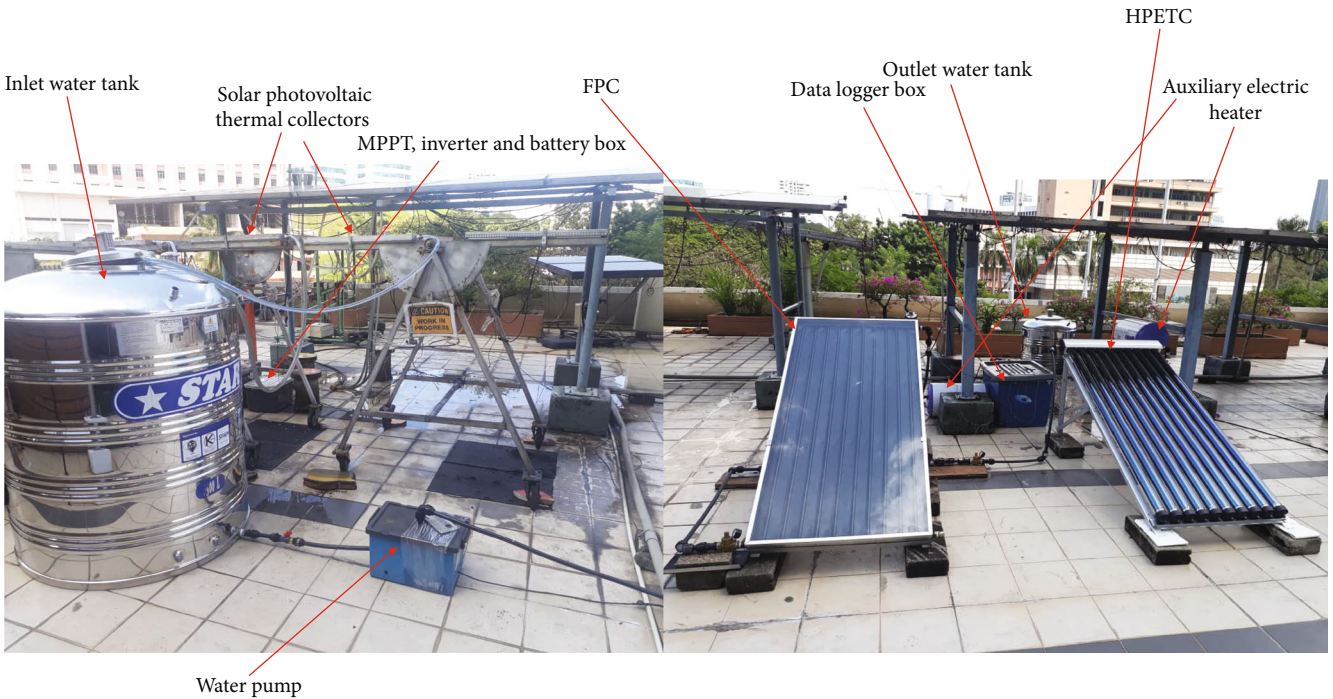 HPETC
Inlet water tank
Solar photovoltaic
thermal collectors
MPPT, inverter and battery box
FPC
Data logger box
Outlet water tank
Auxiliary electric
heater
CAUTION
WORK IN
PROGRESS
STAR
Water pump